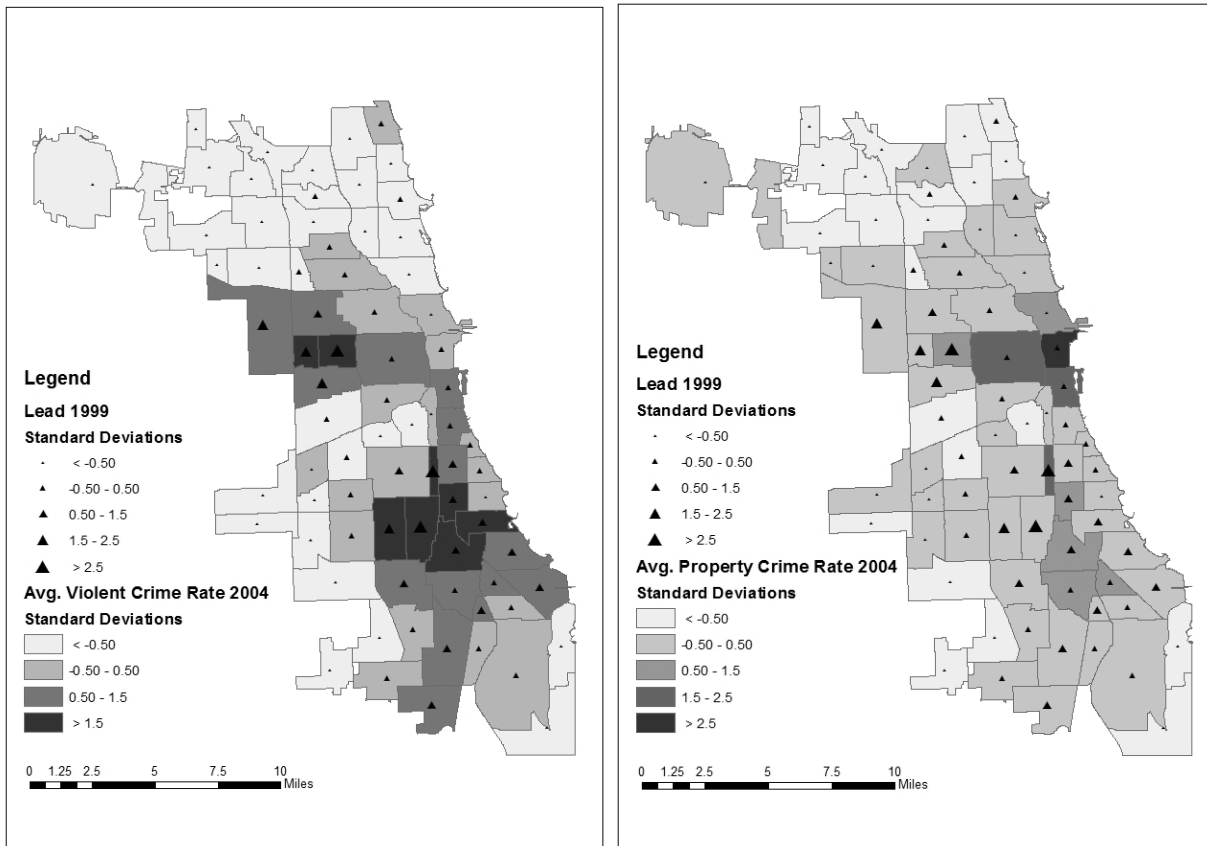 Legend
Lead 1999
Standard Deviations
< -0.50
-0.50 - 0.50
0.50 - 1.5
1.5 - 2.5
> 2.5
Avg. Violent Crime Rate 2004
Standard Deviations
< -0.50
-0.50 - 0.50
0.50 - 1.5
> 1.5
0 1.25 2.5 5 7.5 10
Miles
Legend
Lead 1999
Standard Deviations
< -0.50
-0.50 - 0.50
0.50 - 1.5
1.5 - 2.5
> 2.5
Avg. Property Crime Rate 2004
Standard Deviations
< -0.50
-0.50 - 0.50
0.50 - 1.5
1.5 - 2.5
> 2.5
0 1.25 2.5 5 7.5 10
Miles